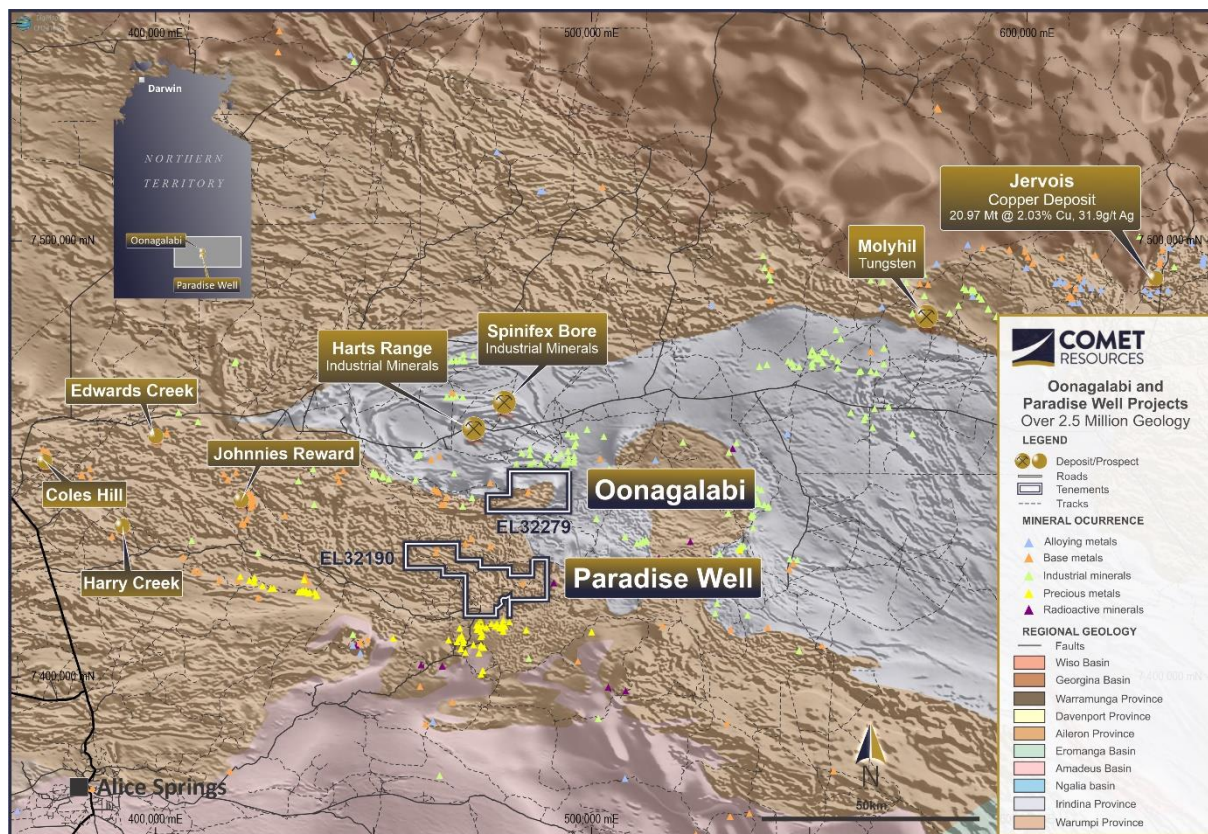 400,000 mE
500,000 mE
600,000 mE
Darwin
NORTHERN
TERRITORY
Oonagalabi
Paradise Well
7,500,000 mN
7,500,000 mN
Jervois
Copper Deposit
20.97 Mt @ 2.03% Cu, 31.9g/t Ag
Molyhil
Tungsten
Spinifex Bore
Industrial Minerals
Harts Range
Industrial Minerals
Edwards Creek
Johnnies Reward
Coles Hill
Harry Creek
Oonagalabi
EL32279
EL32190
Paradise Well
7,400,000 mN
7,400,000 mN
Alice Springs
400,000 mE
500,000 mE
N
50km
COMET
RESOURCES
Oonagalabi and
Paradise Well Projects
Over 2.5 Million Geology
LEGEND
Deposit/Prospect
Roads
Tenements
Tracks
MINERAL OCURRENCE
Alloying metals
Base metals
Industrial minerals
Precious metals
Radioactive minerals
REGIONAL GEOLOGY
Faults
Wiso Basin
Georgina Basin
Warramunga Province
Davenport Province
Aileron Province
Eromanga Basin
Amadeus Basin
Ngalia basin
Irindina Province
Warumpi Province